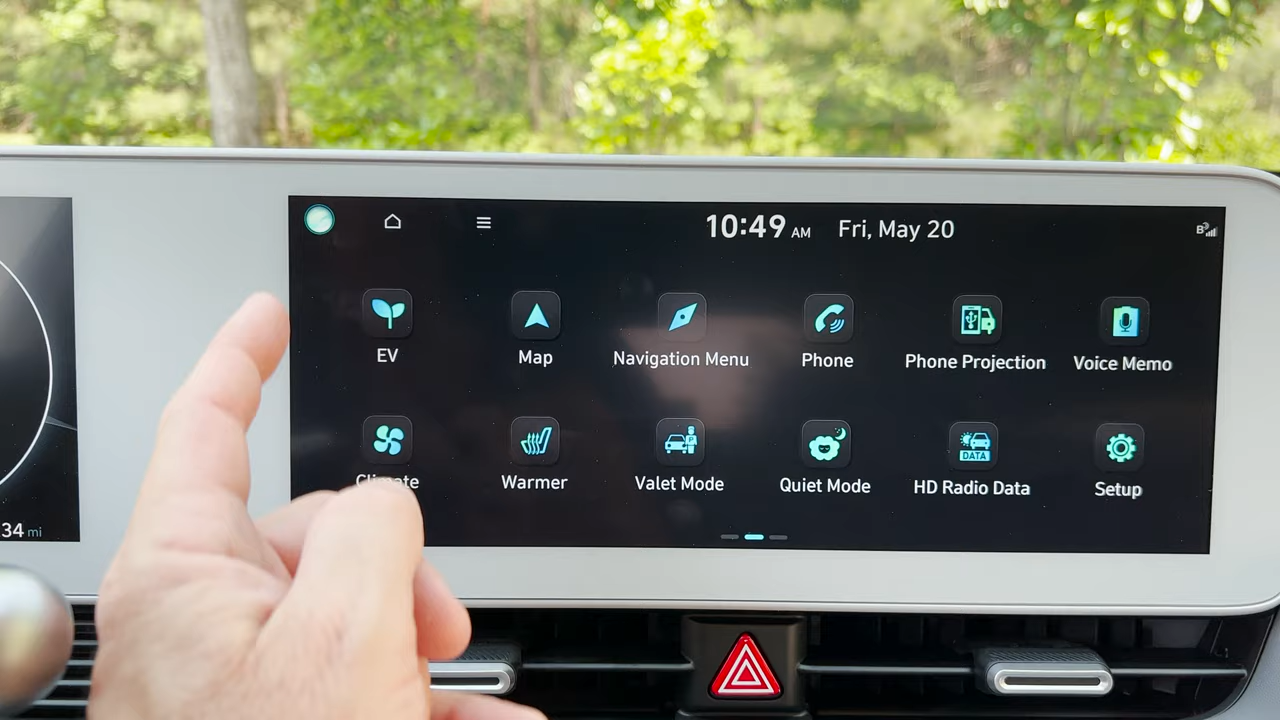 10:49 AM Fri, May 20
EV
Map
Navigation Menu
Phone
Phone Projection
Voice Memo
DATA
Climate
Warmer
Valet Mode
Quiet Mode
HD Radio Data
Setup
34 mi